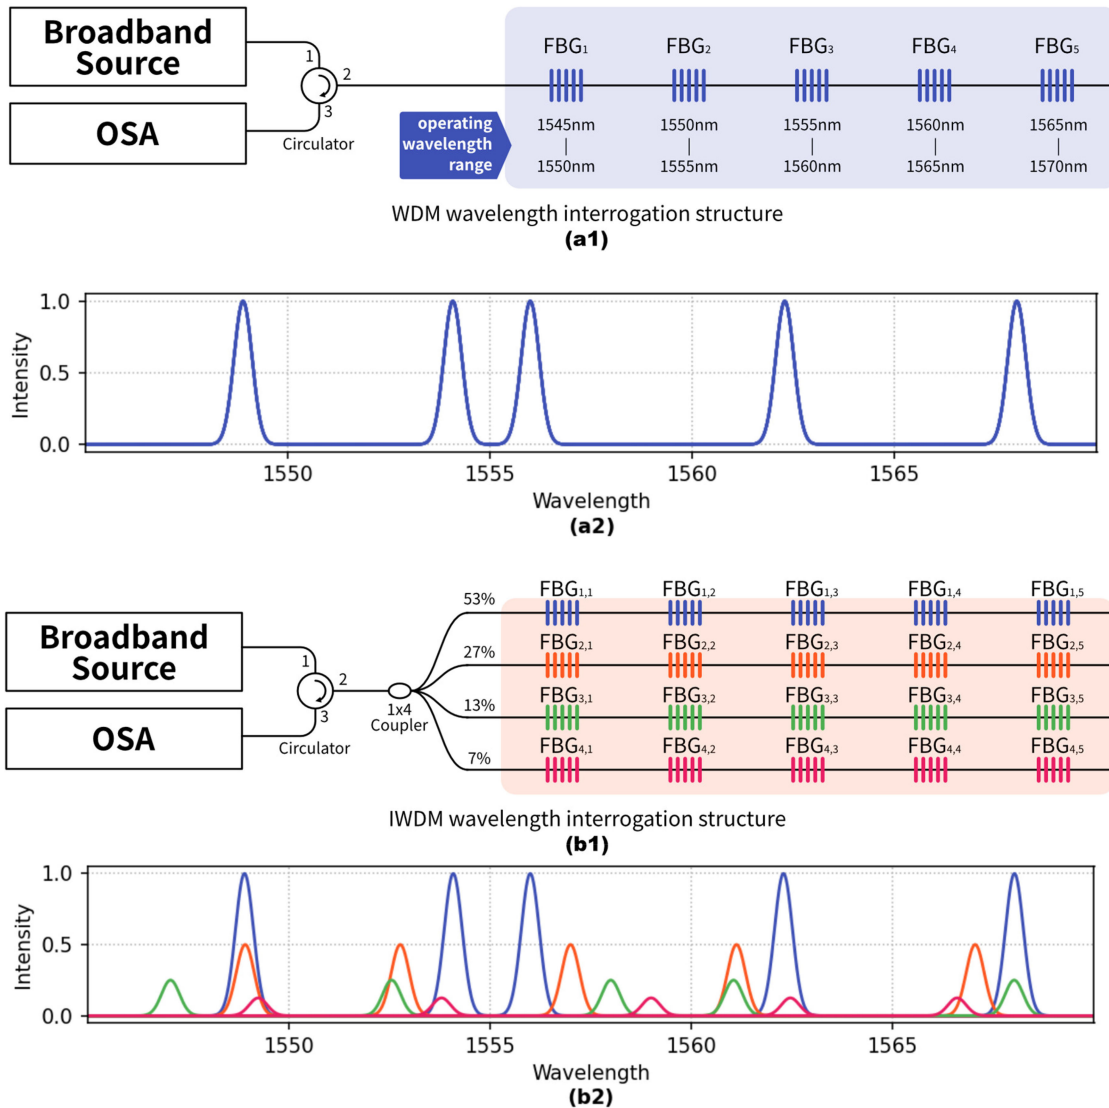 Broadband
Source
OSA
1
2
3
Circulator
FBG1 FBG2 FBG3 FBG4 FBG5
operating
wavelength
range
1545nm 1550nm 1555nm 1560nm 1565nm
| | | | |
1550nm 1555nm 1560nm 1565nm 1570nm
WDM wavelength interrogation structure
(a1)
Intensity
1.0
0.5
0.0
1550 1555 1560 1565
Wavelength
(a2)
Broadband
Source
OSA
1
2
3
Circulator
1x4
Coupler
53%
FBG1,1 FBG1,2 FBG1,3 FBG1,4 FBG1,5
27%
FBG2,1 FBG2,2 FBG2,3 FBG2,4 FBG2,5
13%
FBG3,1 FBG3,2 FBG3,3 FBG3,4 FBG3,5
7%
FBG4,1 FBG4,2 FBG4,3 FBG4,4 FBG4,5
IWDM wavelength interrogation structure
(b1)
Intensity
1.0
0.5
0.0
1550 1555 1560 1565
Wavelength
(b2)